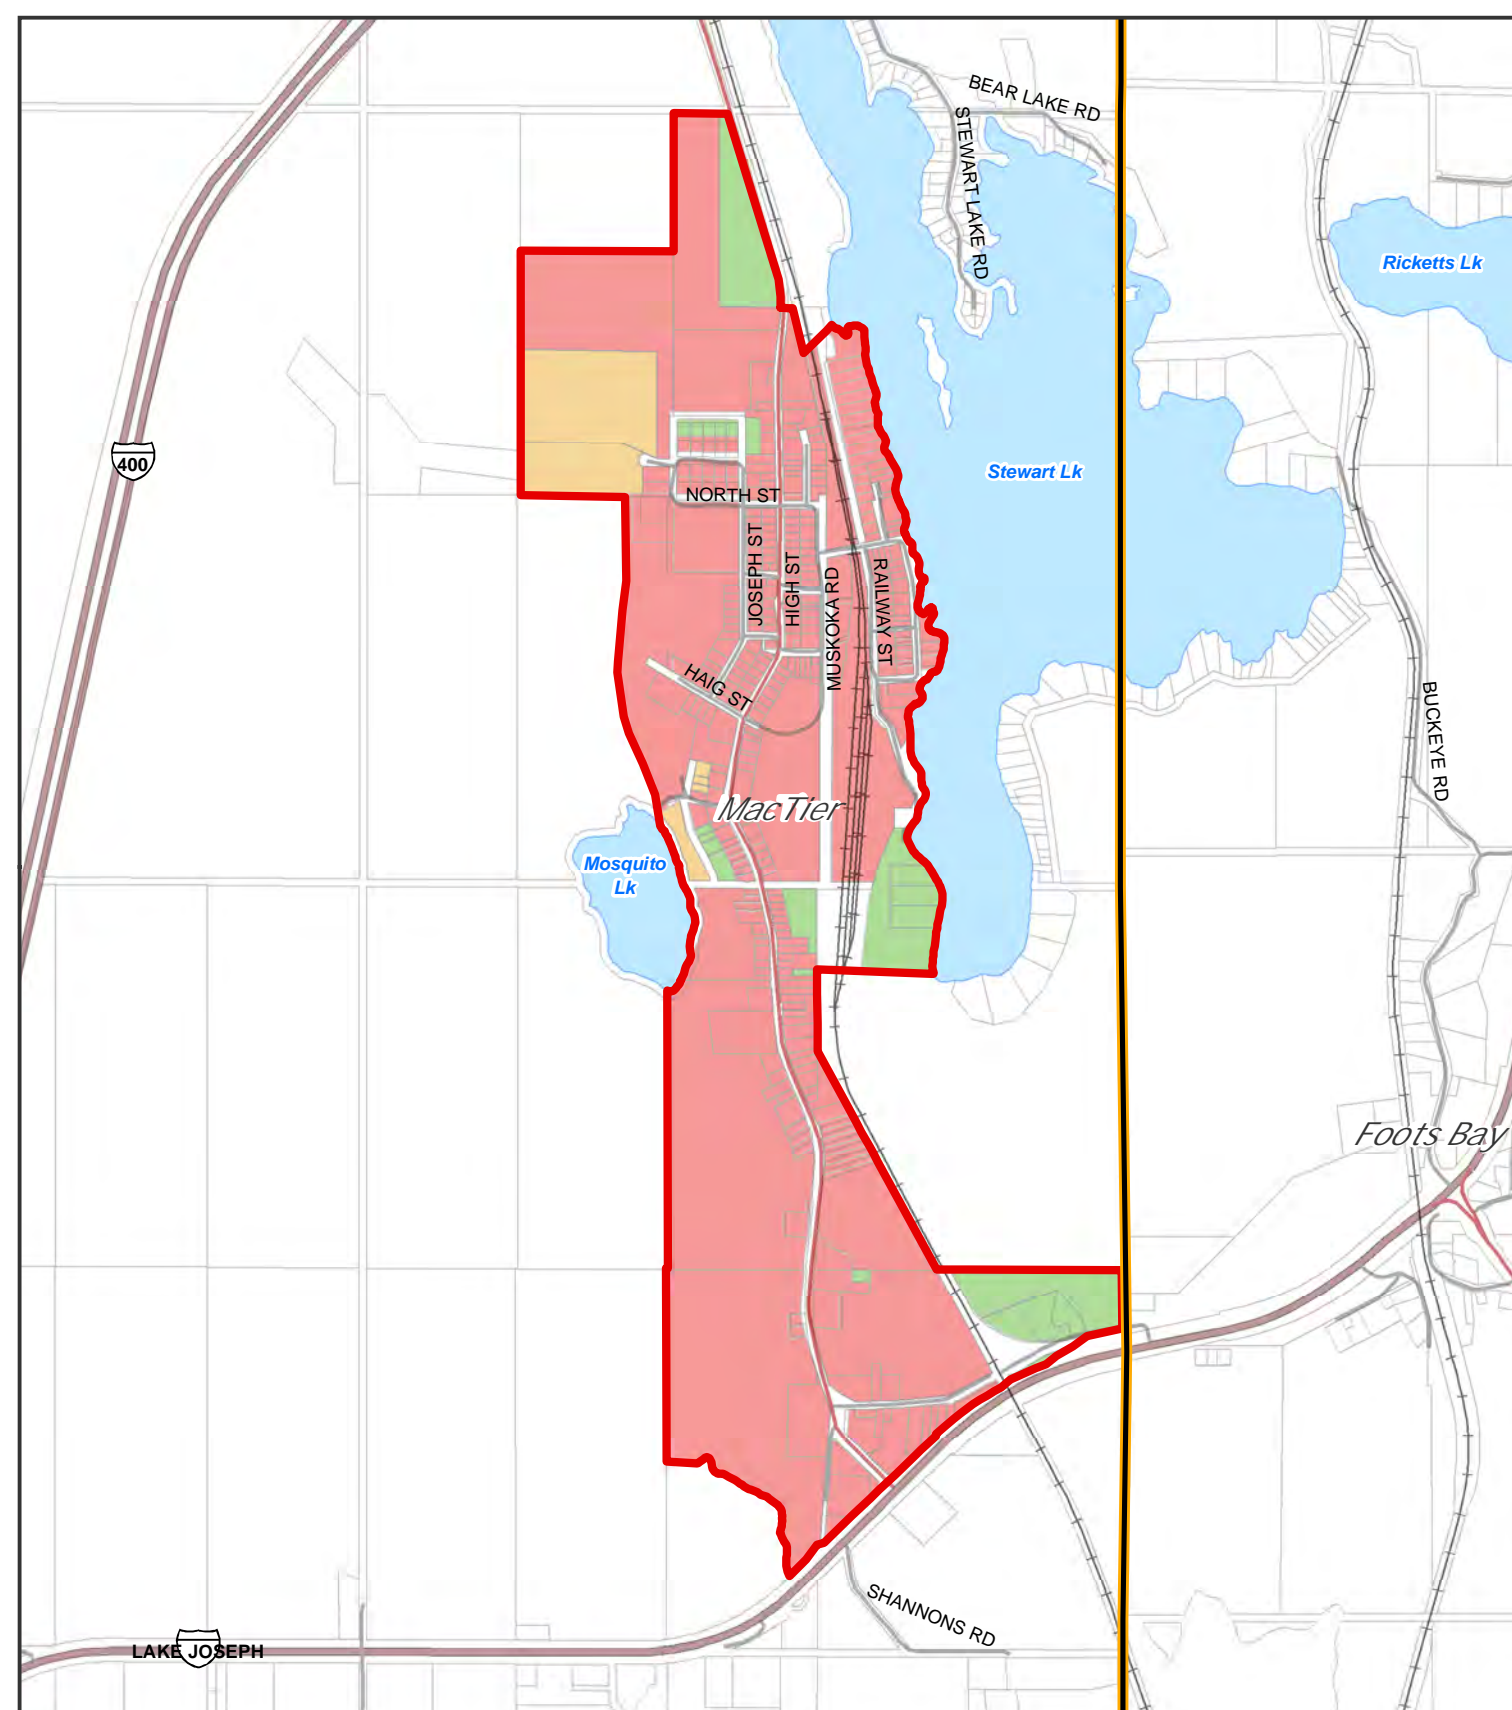 BEAR LAKE RD
STEWART LAKE RD
Ricketts Lk
400
Stewart Lk
NORTH ST
JOSEPH ST
HIGH ST
MUSKOKA RD
RAILWAY ST
HAIG ST
BUCKEYE RD
MacTier
Mosquito
Lk
Foots Bay
SHANNONS RD
LAKE JOSEPH